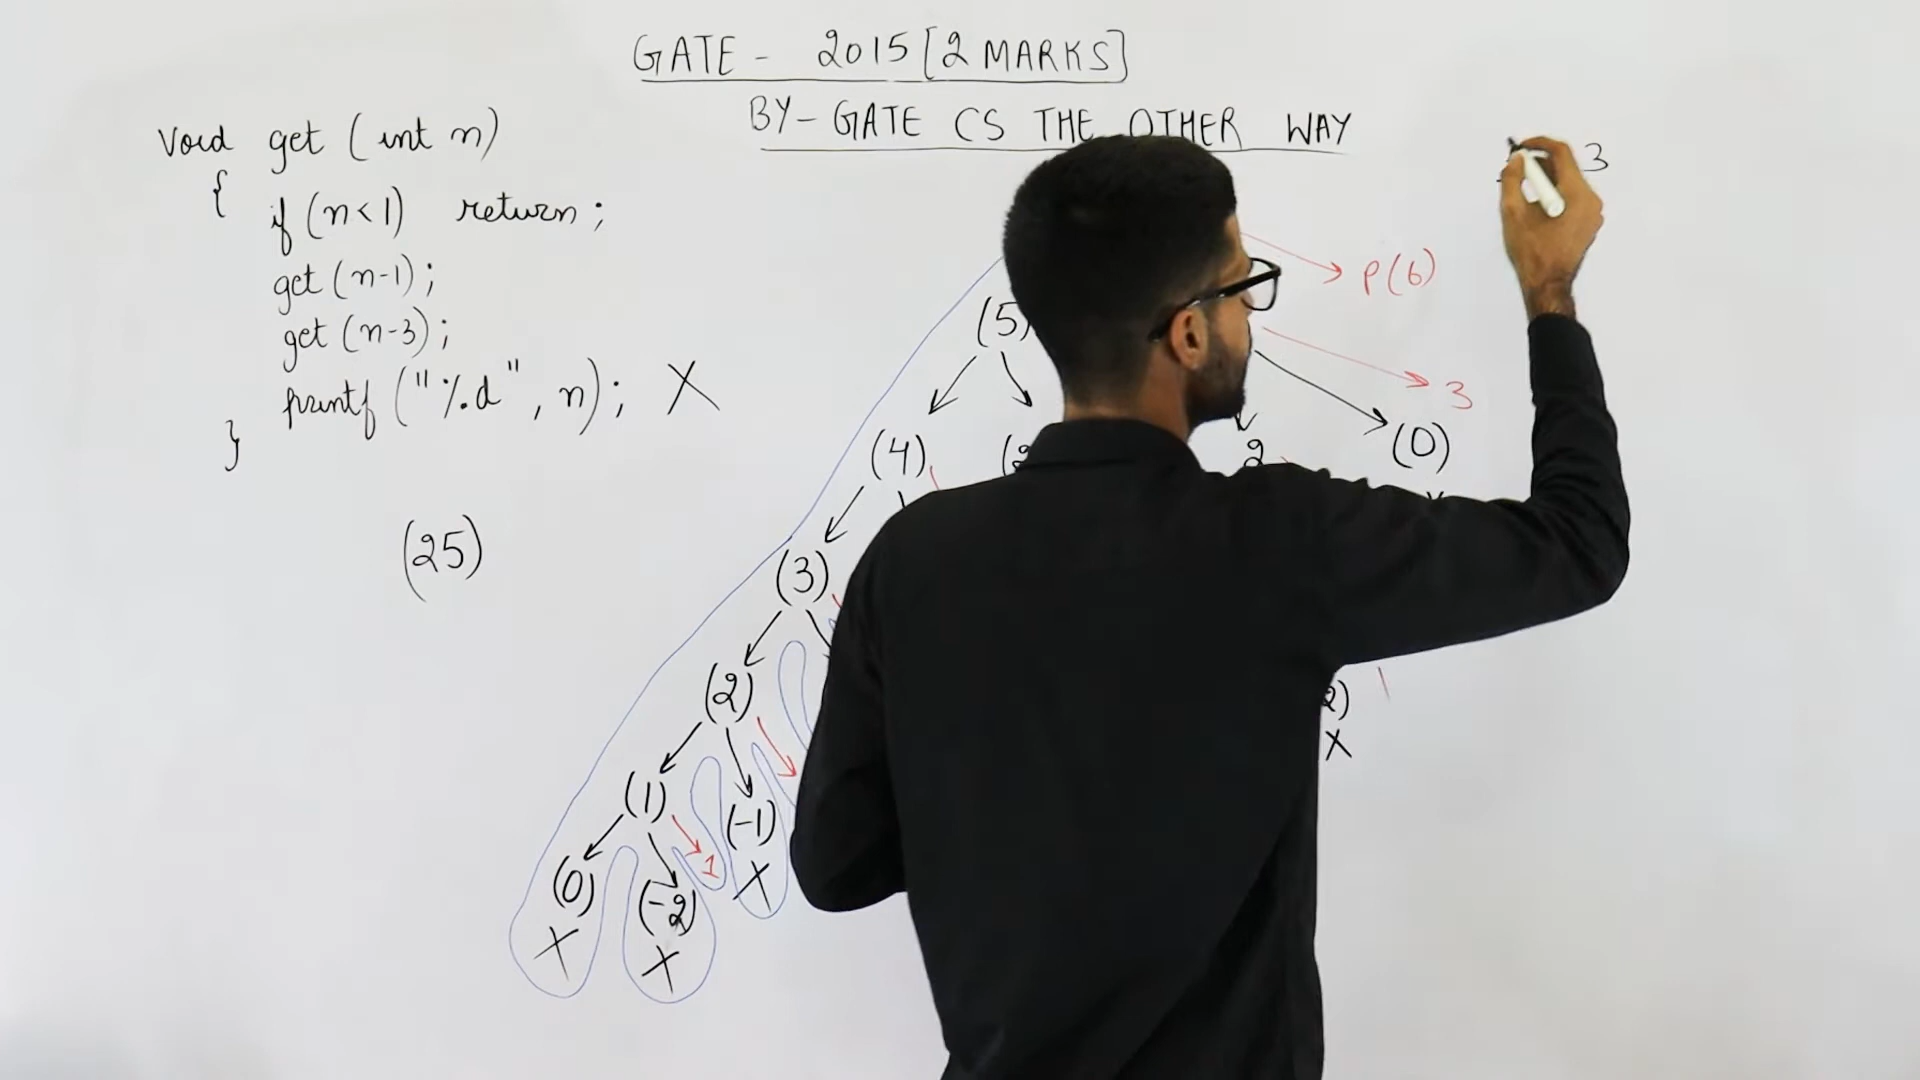 GATE - 2015 [2 MARKS]
BY - GATE CS THE OTHER WAY
Void get (int n)
{
if (n<1) return;
get (n-1);
get (n-3);
printf ("%d", n); X
}
(25)
3
P(6)
(5)
3
(4)
2
(0)
(3)
(2)
(1)
(-1)
X
1
(0)
(-2)
X
X
X